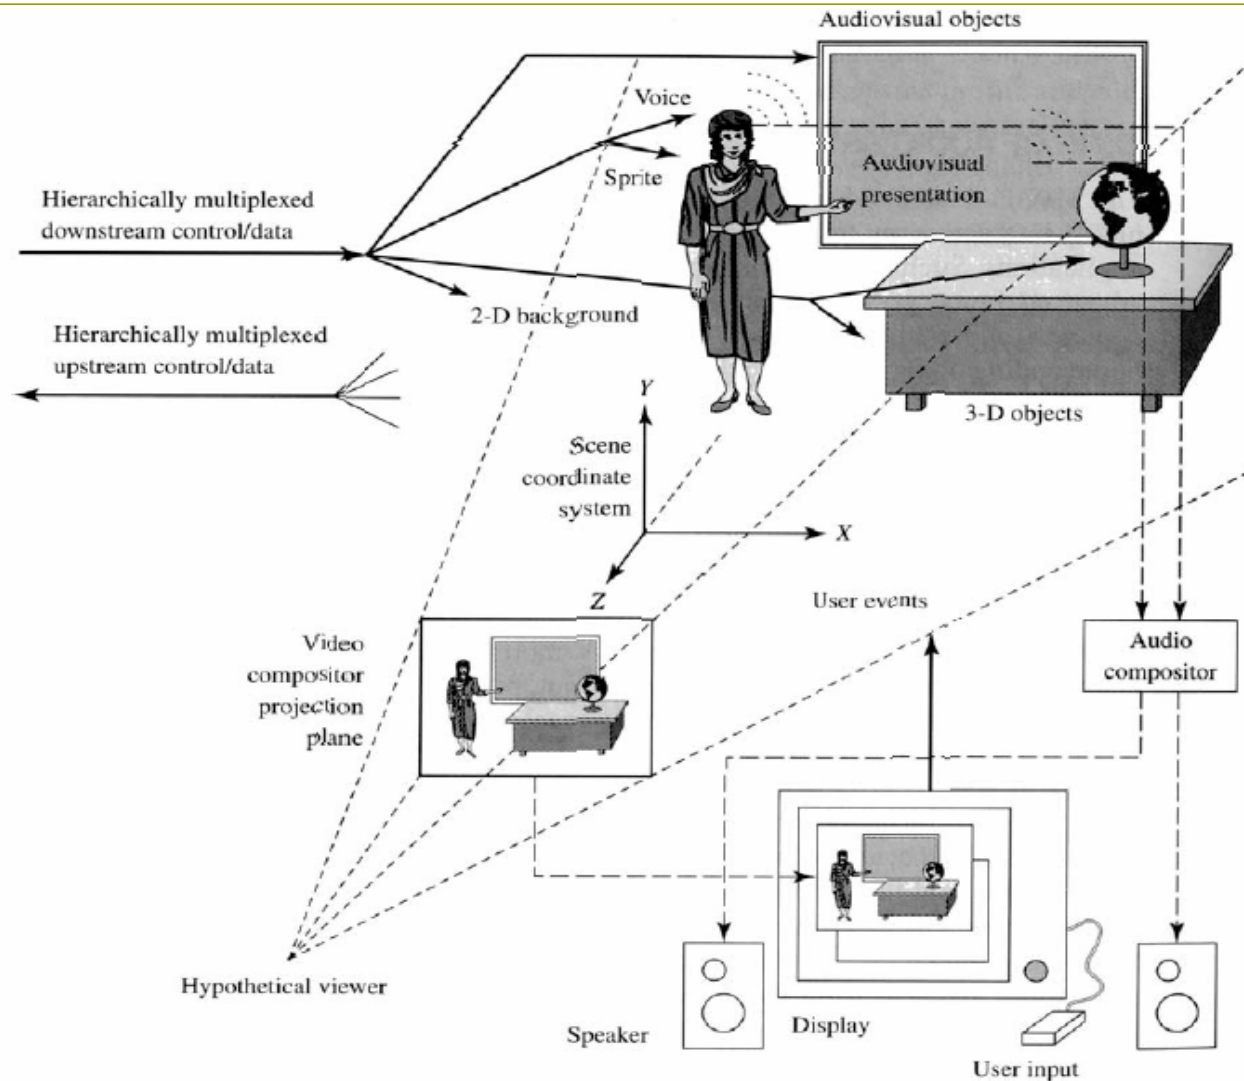 Audiovisual objects
Voice
Sprite
Audiovisual
presentation
Hierarchically multiplexed
downstream control/data
2-D background
Hierarchically multiplexed
upstream control/data
3-D objects
Y
Scene
coordinate
system
X
Z
User events
Video
compositor
projection
plane
Audio
compositor
Hypothetical viewer
Speaker
Display
User input